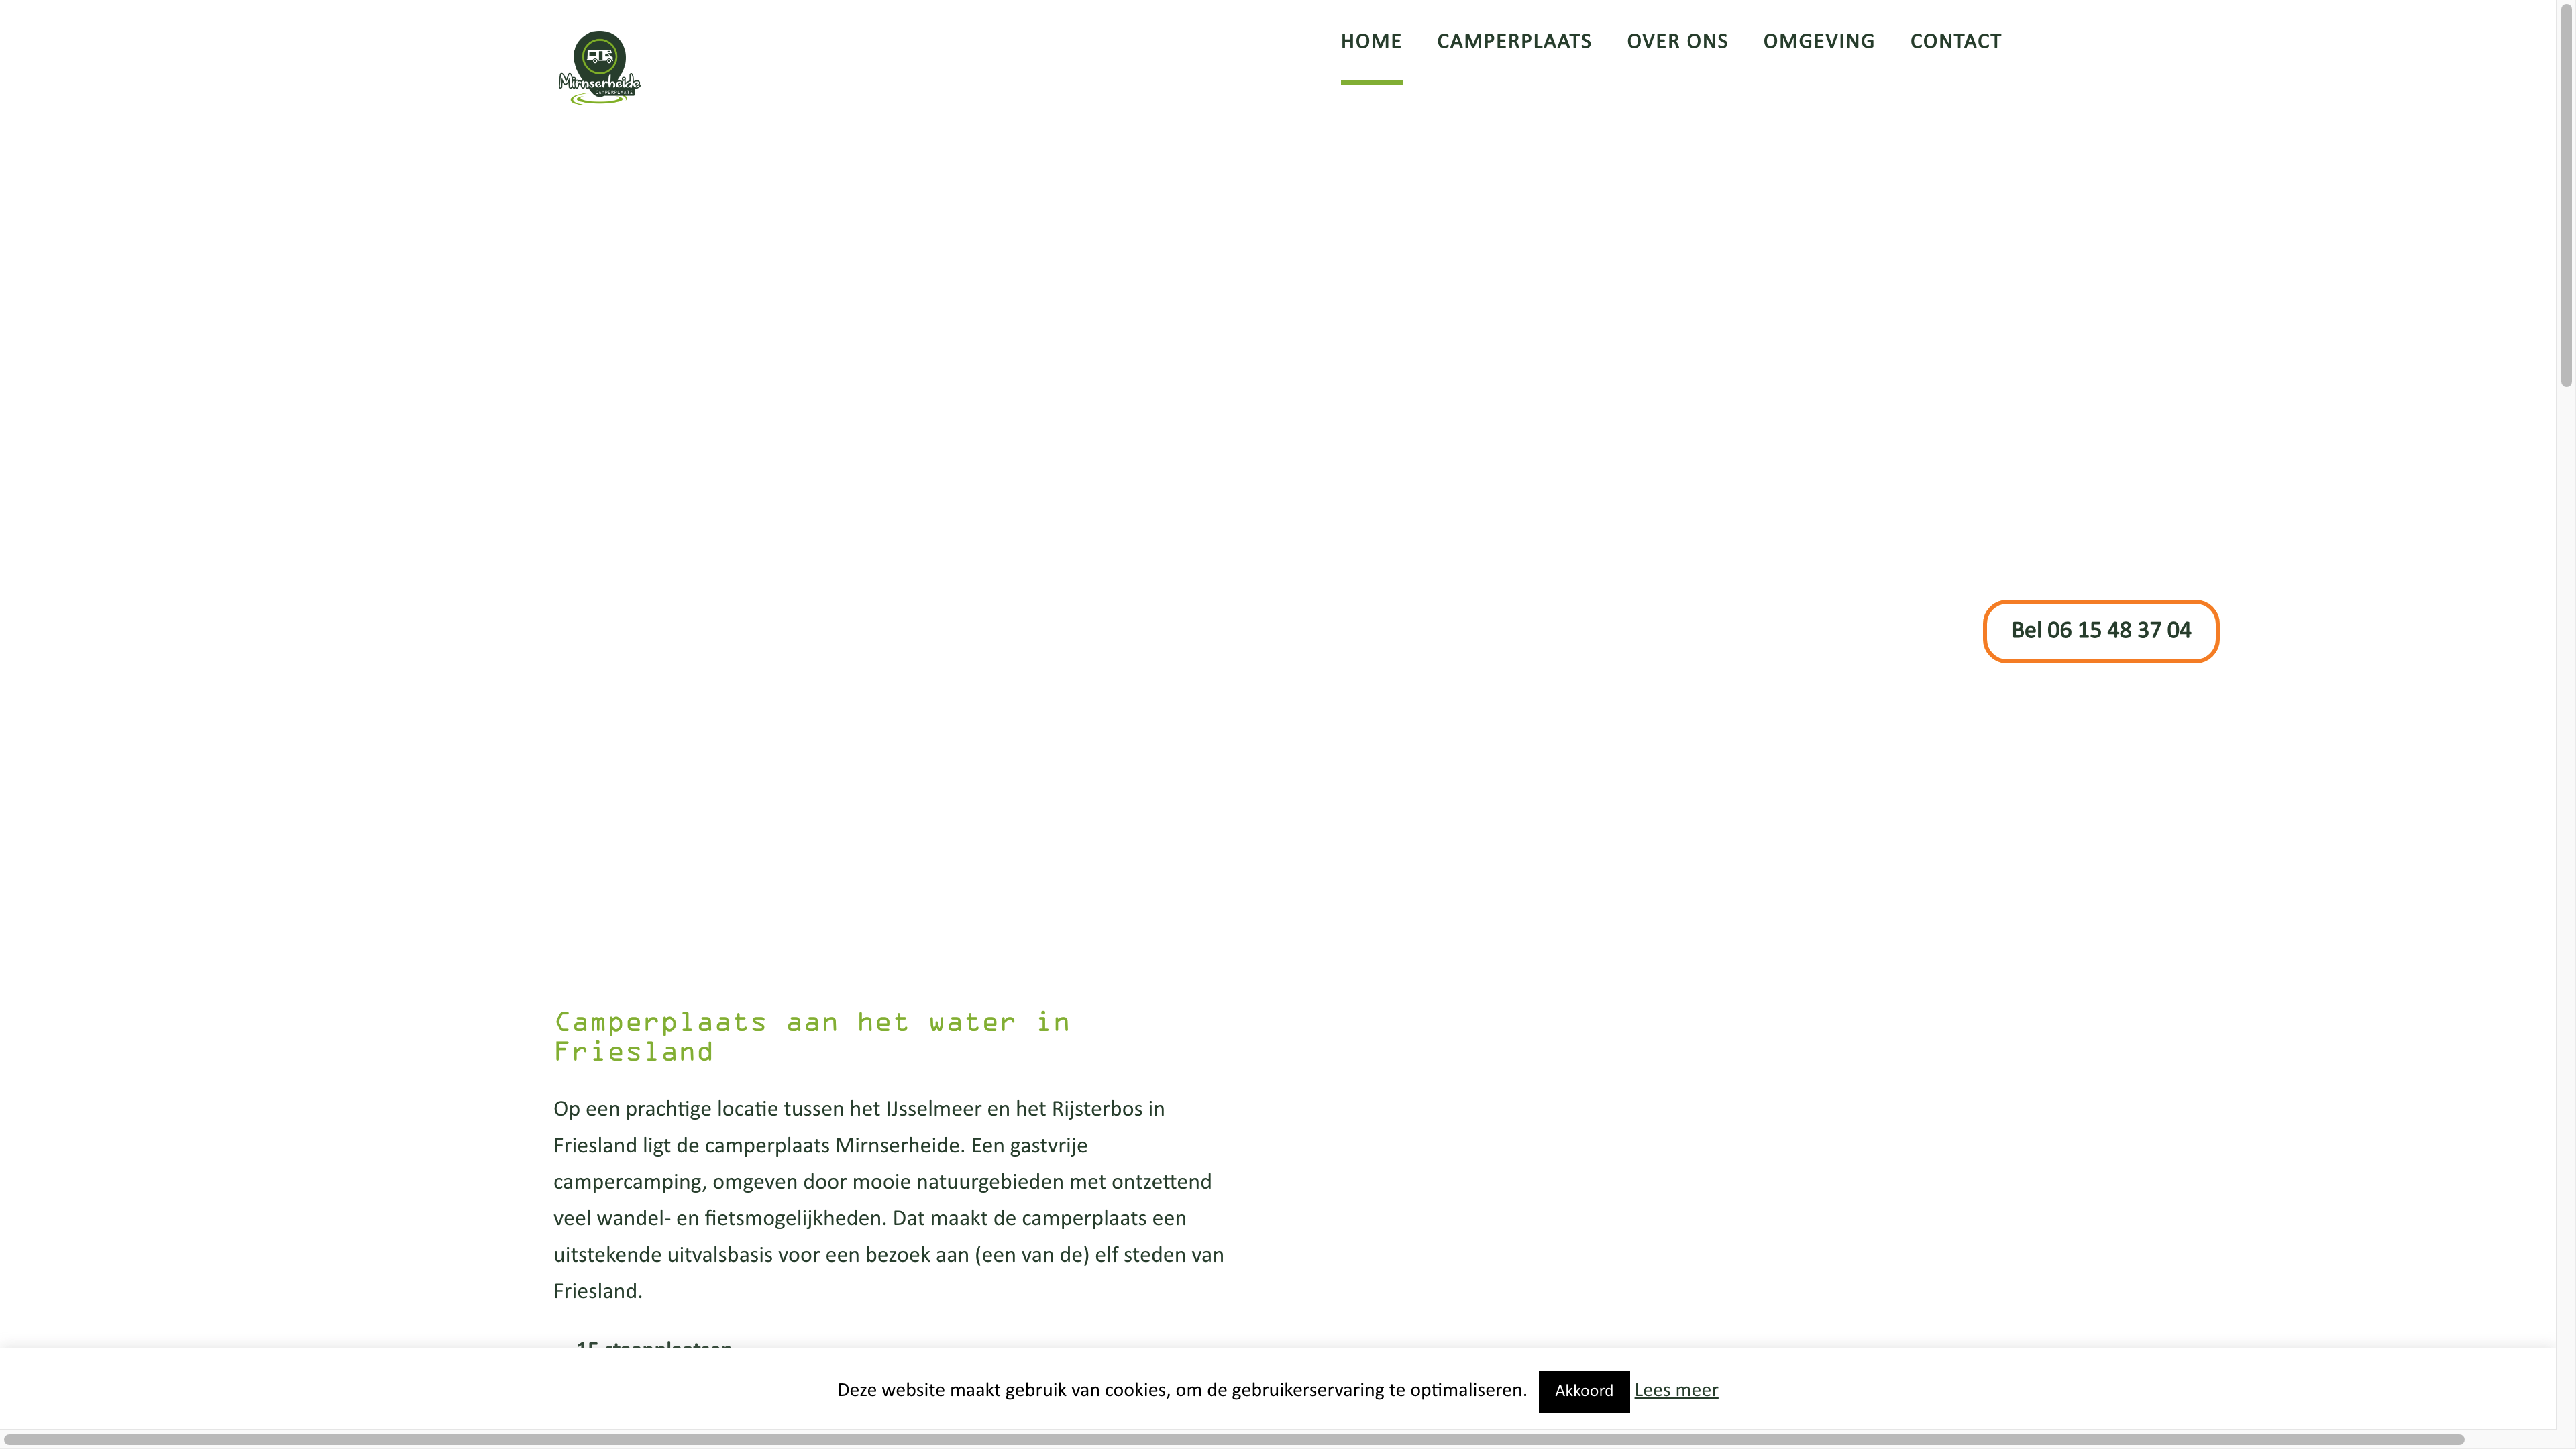 Mirnserheide
CAMPERPLAATS
HOME
CAMPERPLAATS
OVER ONS
OMGEVING
CONTACT
Bel 06 15 48 37 04
Camperplaats aan het water in
Friesland
Op een prachtige locatie tussen het IJsselmeer en het Rijsterbos in
Friesland ligt de camperplaats Mirnserheide. Een gastvrije
campercamping, omgeven door mooie natuurgebieden met ontzettend
veel wandel- en fietsmogelijkheden. Dat maakt de camperplaats een
uitstekende uitvalsbasis voor een bezoek aan (een van de) elf steden van
Friesland.
15 staanplaatsen
Deze website maakt gebruik van cookies, om de gebruikerservaring te optimaliseren.
Akkoord
Lees meer